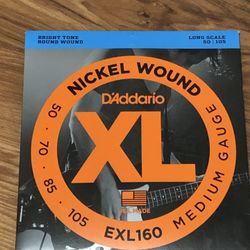 BRIGHT TONE
ROUND WOUND
LONG SCALE
50 : 105
NICKEL WOUND
D'Addario
XL
50 · 70 · 85 · 105
MEDIUM GAUGE
U.S. MADE
EXL160